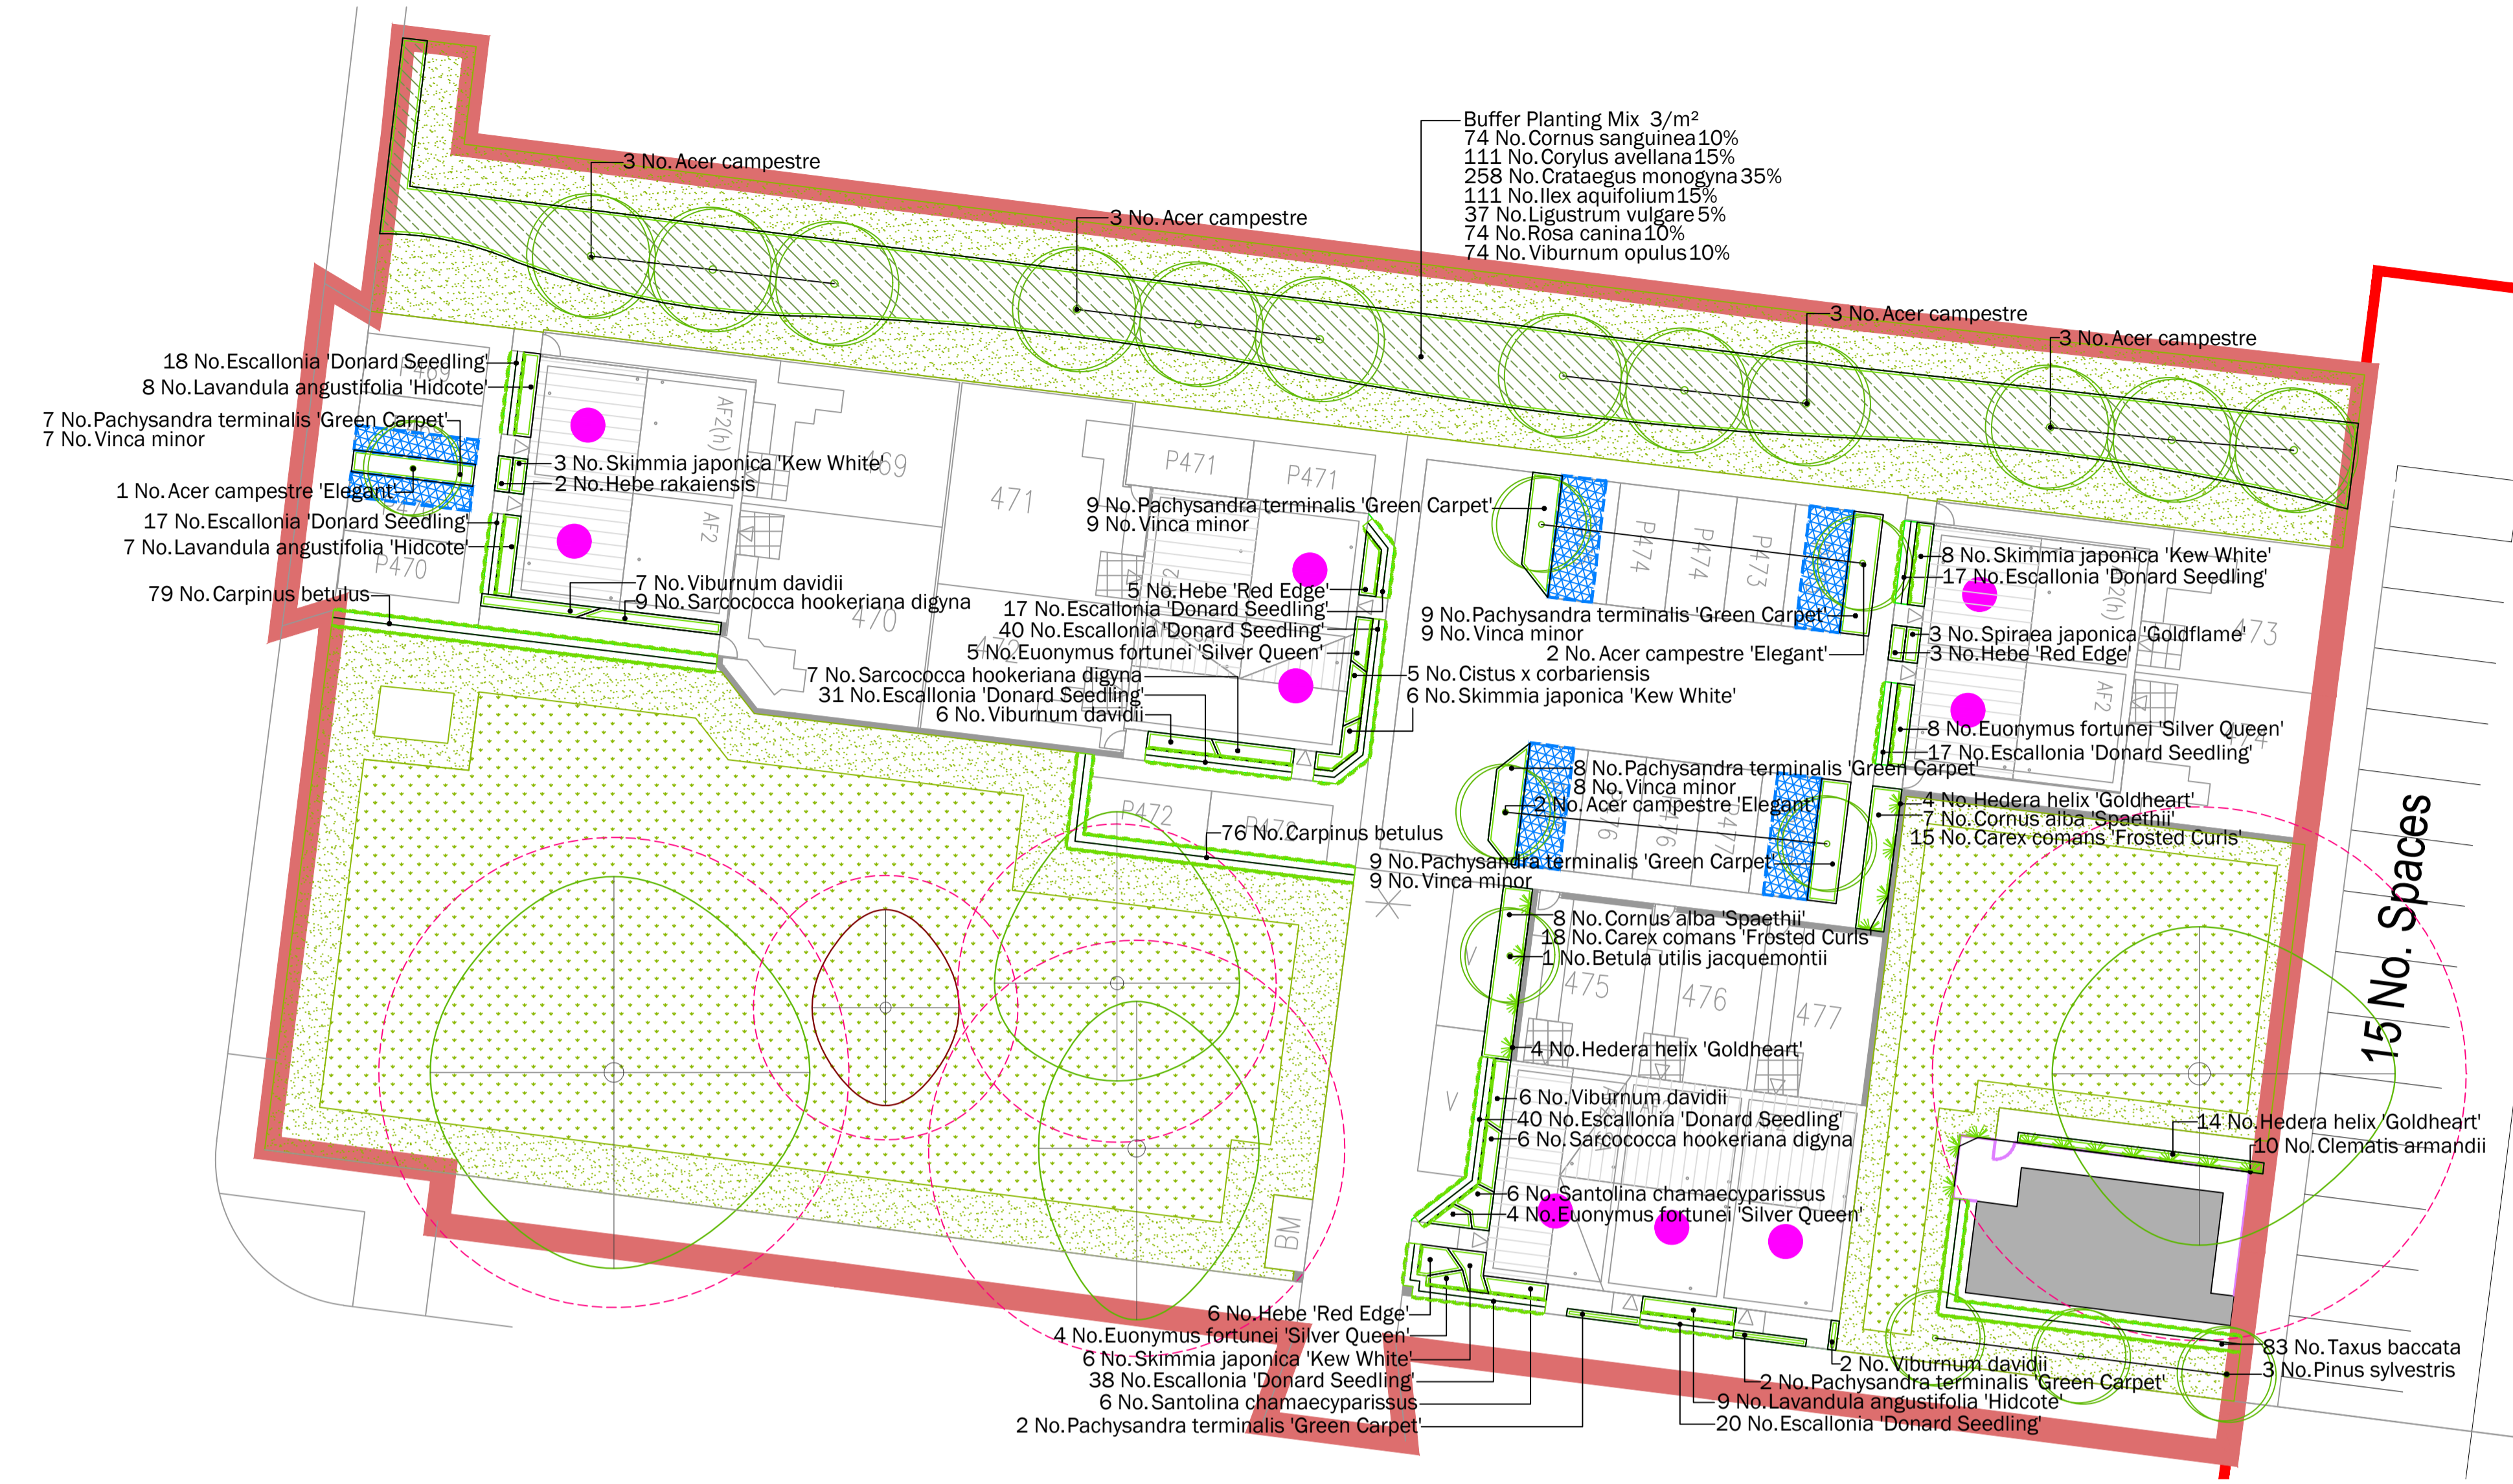 Buffer Planting Mix 3/m²
74 No. Cornus sanguinea 10%
111 No. Corylus avellana 15%
258 No. Crataegus monogyna 35%
111 No. Ilex aquifolium 15%
37 No. Ligustrum vulgare 5%
74 No. Rosa canina 10%
74 No. Viburnum opulus 10%
3 No. Acer campestre
3 No. Acer campestre
3 No. Acer campestre
3 No. Acer campestre
18 No. Escallonia 'Donard Seedling'
8 No. Lavandula angustifolia 'Hidcote'
7 No. Pachysandra terminalis 'Green Carpet'
7 No. Vinca minor
1 No. Acer campestre 'Elegant'
17 No. Escallonia 'Donard Seedling'
7 No. Lavandula angustifolia 'Hidcote'
79 No. Carpinus betulus
3 No. Skimmia japonica 'Kew White'
2 No. Hebe rakaiensis
7 No. Viburnum davidii
9 No. Sarcococca hookeriana digyna
P469
P470
AF2(h)
AF2
469
470
471
472
P471
P471
AF2
P472
P472
9 No. Pachysandra terminalis 'Green Carpet'
9 No. Vinca minor
5 No. Hebe 'Red Edge'
17 No. Escallonia 'Donard Seedling'
40 No. Escallonia 'Donard Seedling'
5 No. Euonymus fortunei 'Silver Queen'
7 No. Sarcococca hookeriana digyna
31 No. Escallonia 'Donard Seedling'
6 No. Viburnum davidii
5 No. Cistus x corbariensis
6 No. Skimmia japonica 'Kew White'
76 No. Carpinus betulus
P474
P474
P473
9 No. Pachysandra terminalis 'Green Carpet'
9 No. Vinca minor
2 No. Acer campestre 'Elegant'
8 No. Skimmia japonica 'Kew White'
17 No. Escallonia 'Donard Seedling'
3 No. Spiraea japonica 'Goldflame'
3 No. Hebe 'Red Edge'
8 No. Euonymus fortunei 'Silver Queen'
17 No. Escallonia 'Donard Seedling'
AF2(h)
AF2
473
474
8 No. Pachysandra terminalis 'Green Carpet'
8 No. Vinca minor
2 No. Acer campestre 'Elegant'
P476
P476
P477
9 No. Pachysandra terminalis 'Green Carpet'
9 No. Vinca minor
4 No. Hedera helix 'Goldheart'
7 No. Cornus alba 'Spaethii'
15 No. Carex comans 'Frosted Curls'
8 No. Cornus alba 'Spaethii'
18 No. Carex comans 'Frosted Curls'
1 No. Betula utilis jacquemontii
475
476
477
V
V
4 No. Hedera helix 'Goldheart'
6 No. Viburnum davidii
40 No. Escallonia 'Donard Seedling'
6 No. Sarcococca hookeriana digyna
6 No. Santolina chamaecyparissus
4 No. Euonymus fortunei 'Silver Queen'
BM
6 No. Hebe 'Red Edge'
4 No. Euonymus fortunei 'Silver Queen'
6 No. Skimmia japonica 'Kew White'
38 No. Escallonia 'Donard Seedling'
6 No. Santolina chamaecyparissus
2 No. Pachysandra terminalis 'Green Carpet'
2 No. Viburnum davidii
2 No. Pachysandra terminalis 'Green Carpet'
9 No. Lavandula angustifolia 'Hidcote'
20 No. Escallonia 'Donard Seedling'
14 No. Hedera helix 'Goldheart'
10 No. Clematis armandii
83 No. Taxus baccata
3 No. Pinus sylvestris
15 No. Spaces